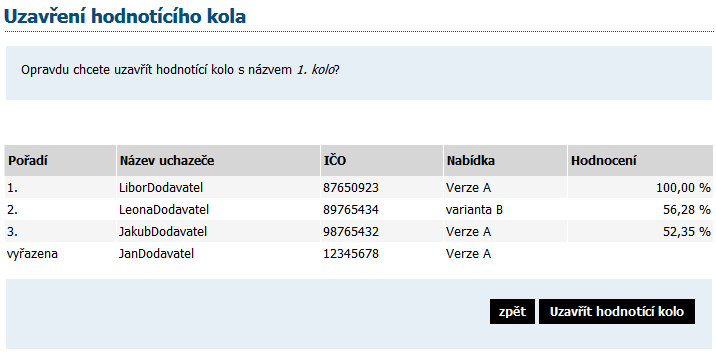 Uzavření hodnotícího kola
Opravdu chcete uzavřít hodnotící kolo s názvem 1. kolo?
Pořadí Název uchazeče IČO Nabídka Hodnocení
1. LiborDodavatel 87650923 Verze A 100,00 %
2. LeonaDodavatel 89765434 varianta B 56,28 %
3. JakubDodavatel 98765432 Verze A 52,35 %
vyřazena JanDodavatel 12345678 Verze A
zpět Uzavřít hodnotící kolo